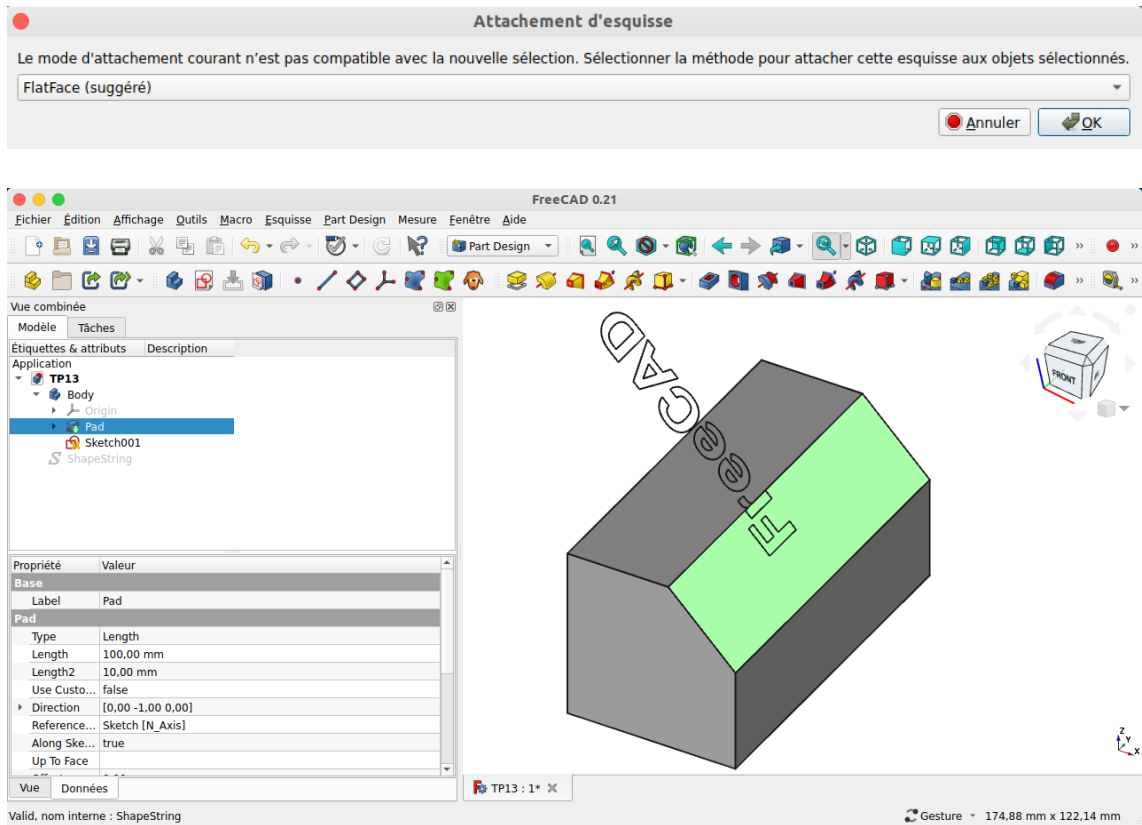 Attachement d'esquisse
Le mode d'attachement courant n'est pas compatible avec la nouvelle sélection. Sélectionner la méthode pour attacher cette esquisse aux objets sélectionnés.
FlatFace (suggéré)
Annuler OK
FreeCAD 0.21
Fichier Édition Affichage Outils Macro Esquisse Part Design Mesure Fenêtre Aide
Part Design
Vue combinée
Modèle Tâches
Étiquettes & attributs Description
Application
TP13
Body
Origin
Pad
Sketch001
ShapeString
FreeCAD
TOP
FRONT
Propriété Valeur
Base
Label Pad
Pad
Type Length
Length 100,00 mm
Length2 10,00 mm
Use Custo... false
Direction [0,00 -1,00 0,00]
Reference... Sketch [N_Axis]
Along Ske... true
Up To Face
Z
Y
X
Vue Données
TP13 : 1*
Valid, nom interne : ShapeString
Gesture 174,88 mm x 122,14 mm